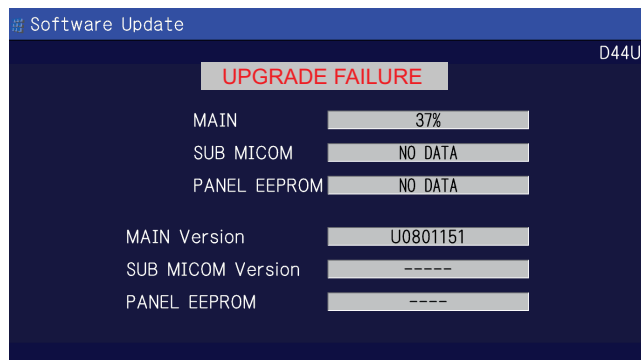 Software Update
D44U
UPGRADE FAILURE
MAIN 37%
SUB MICOM NO DATA
PANEL EEPROM NO DATA
MAIN Version U0801151
SUB MICOM Version -----
PANEL EEPROM ----